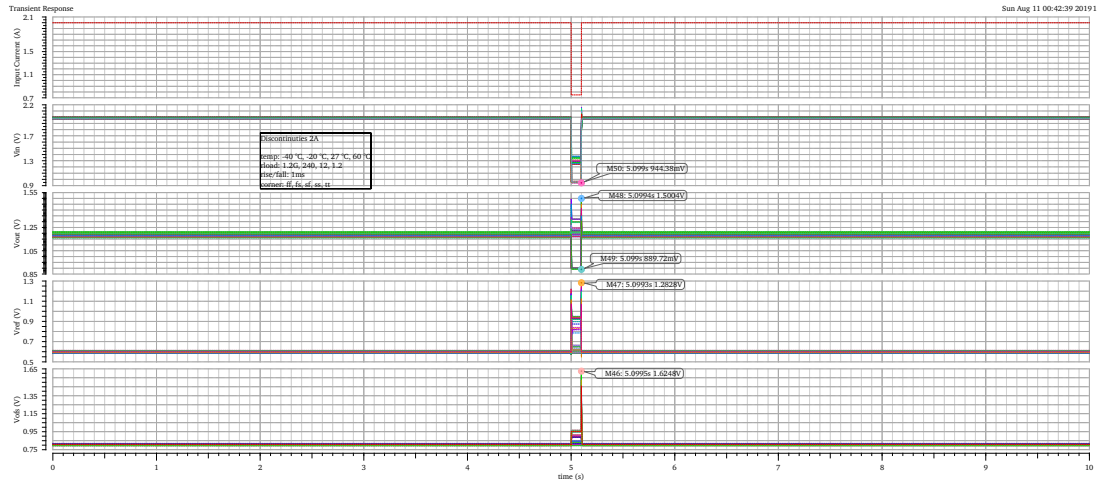 Transient Response
Sun Aug 11 00:42:39 2019 1
Input Current (A)
2.1
1.5
1.1
0.7
Vin (V)
2.2
1.7
1.3
0.9
Discontinuties 2A
temp: -40 °C, -20 °C, 27 °C, 60 °C
rload: 1.2G, 240, 12, 1.2
rise/fall: 1ms
corner: ff, fs, sf, ss, tt
M50: 5.099s 944.38mV
Vout (V)
1.55
1.25
1.05
0.85
M48: 5.0994s 1.5004V
M49: 5.099s 889.72mV
Vref (V)
1.3
1.1
0.9
0.7
0.5
M47: 5.0993s 1.2828V
1.65
1.35
1.15
0.95
0.75
M46: 5.0995s 1.6248V
0 1 2 3 4 5 6 7 8 9 10
time (s)